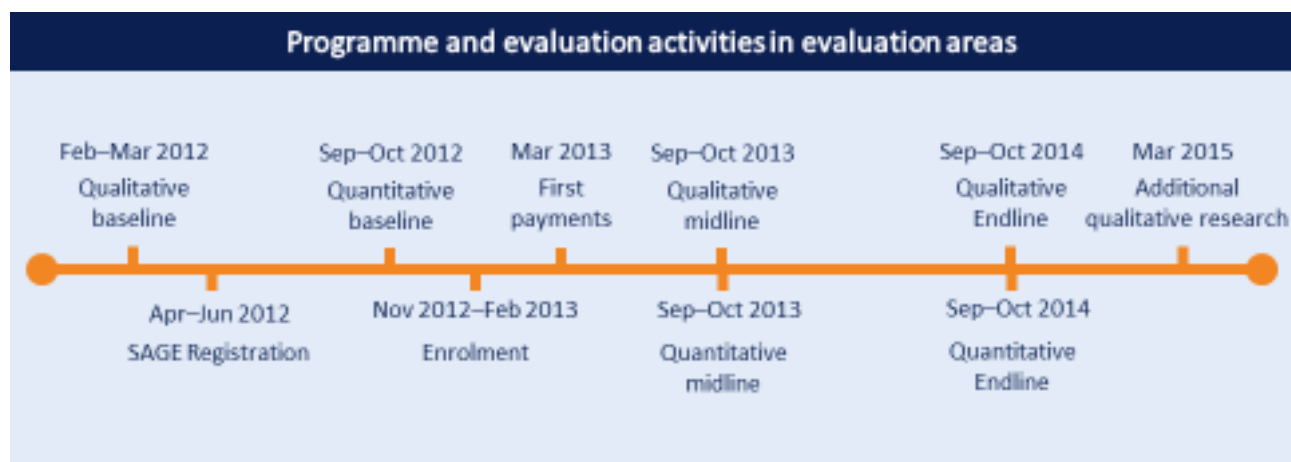 Programme and evaluation activities in evaluation areas
Feb–Mar 2012
Qualitative
baseline
Sep–Oct 2012
Quantitative
baseline
Mar 2013
First
payments
Sep–Oct 2013
Qualitative
midline
Sep–Oct 2014
Qualitative
Endline
Mar 2015
Additional
qualitative research
Apr–Jun 2012
SAGE Registration
Nov 2012–Feb 2013
Enrolment
Sep–Oct 2013
Quantitative
midline
Sep–Oct 2014
Quantitative
Endline